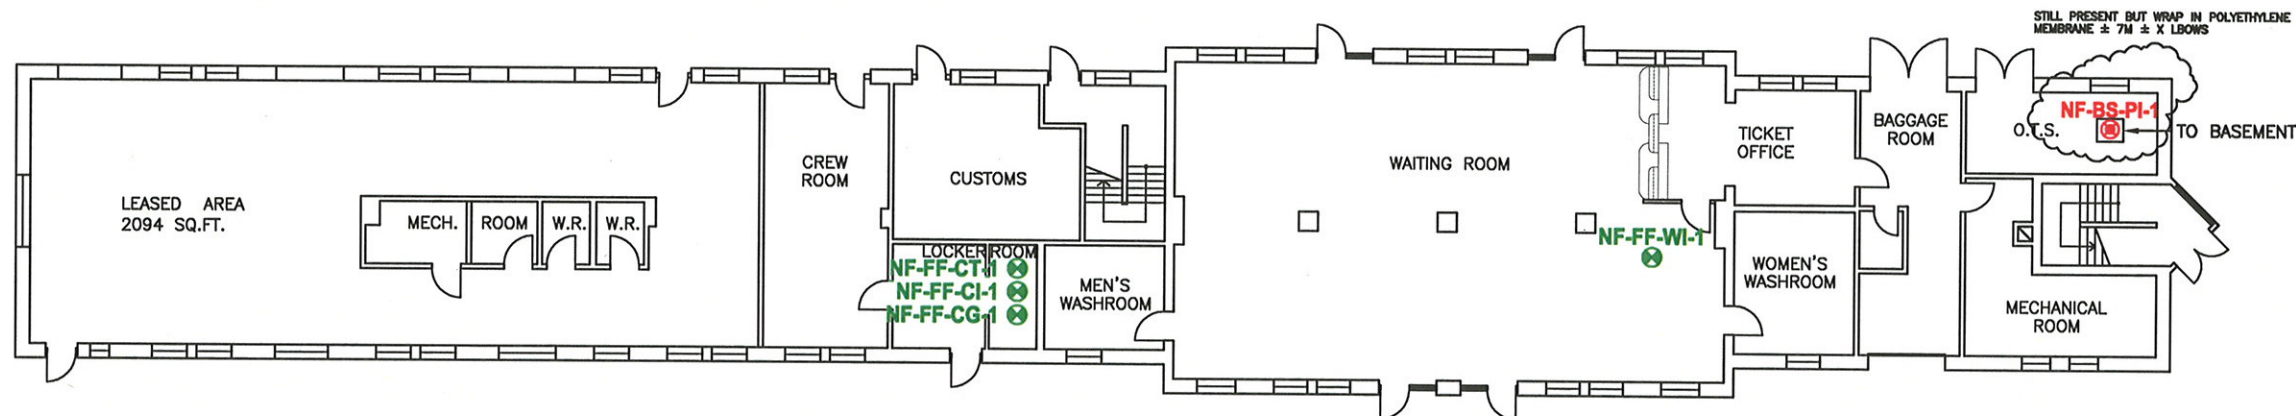 STILL PRESENT BUT WRAP IN POLYETHYLENE
MEMBRANE ± 7M ± X LBOWS
NF-BS-PI-1
O.T.S.
TO BASEMENT
BAGGAGE
ROOM
TICKET
OFFICE
WAITING ROOM
CREW
ROOM
CUSTOMS
LEASED AREA
2094 SQ.FT.
MECH.
ROOM
W.R.
W.R.
LOCKER ROOM
NF-FF-CT-1
NF-FF-CI-1
NF-FF-CG-1
MEN'S
WASHROOM
NF-FF-WI-1
WOMEN'S
WASHROOM
MECHANICAL
ROOM